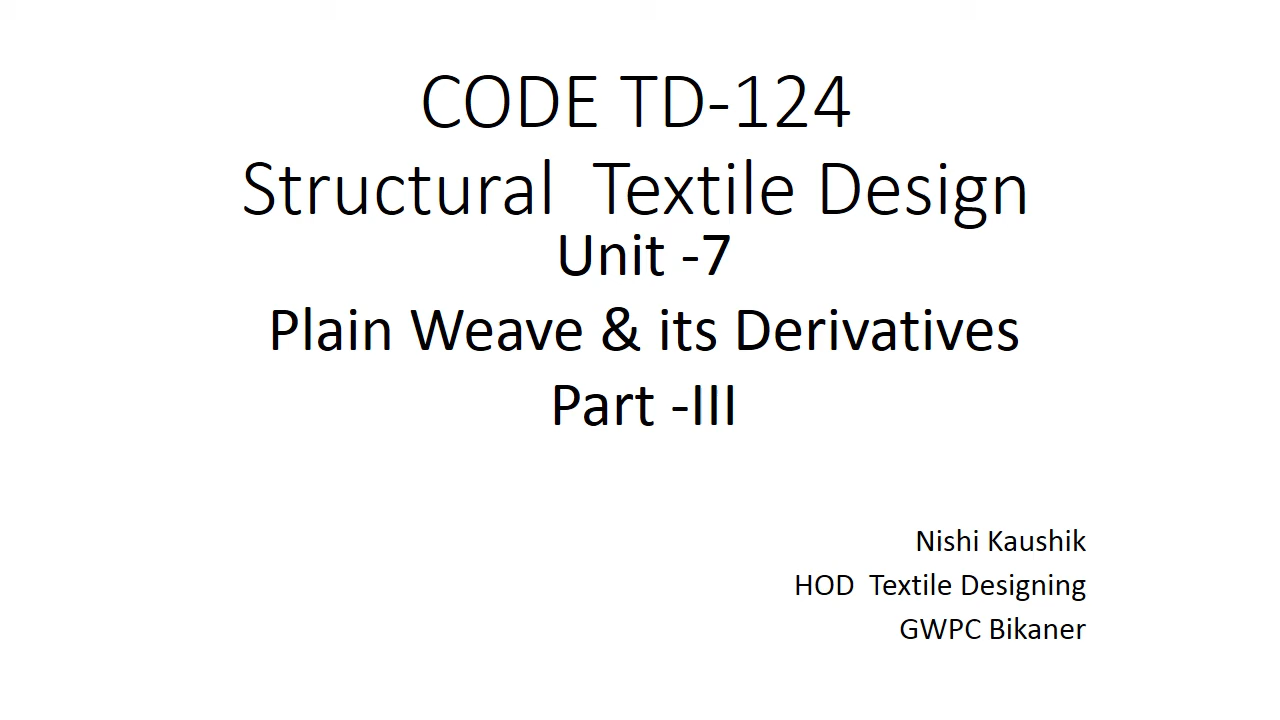 CODE TD-124
Structural Textile Design
Unit -7
Plain Weave & its Derivatives
Part -III
Nishi Kaushik
HOD Textile Designing
GWPC Bikaner